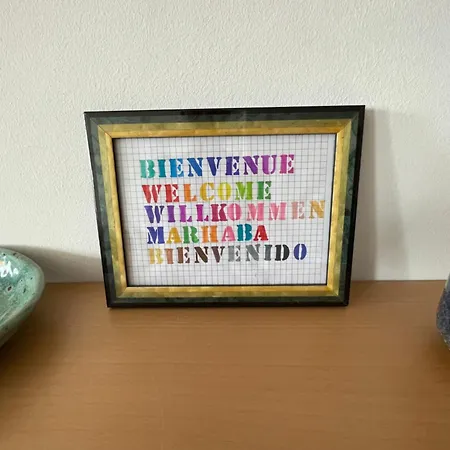 BIENVENUE
WELCOME
WILLKOMMEN
MARHABA
BIENVENIDO